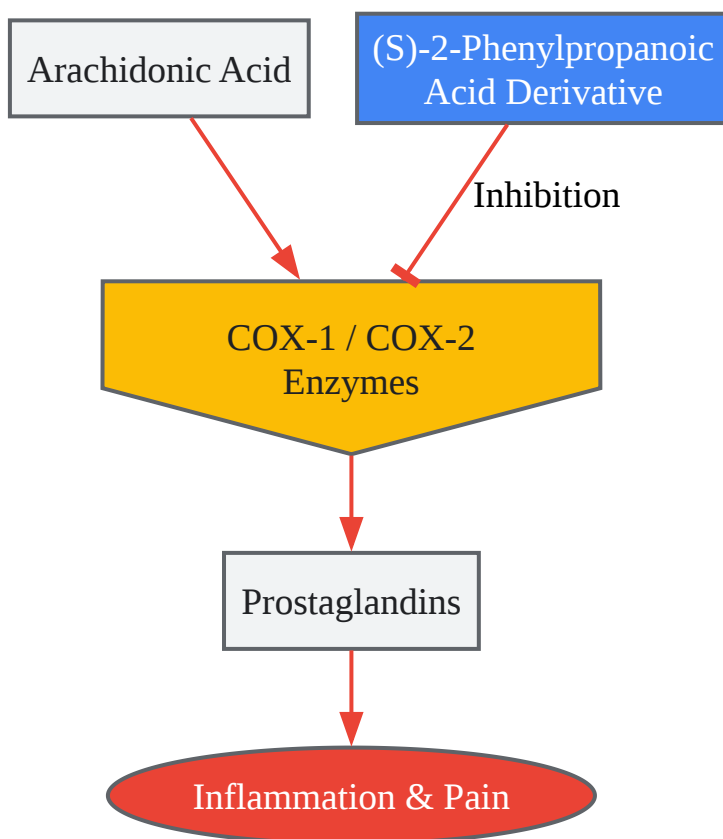 Arachidonic Acid
(S)-2-Phenylpropanoic
Acid Derivative
Inhibition
COX-1 / COX-2
Enzymes
Prostaglandins
Inflammation & Pain